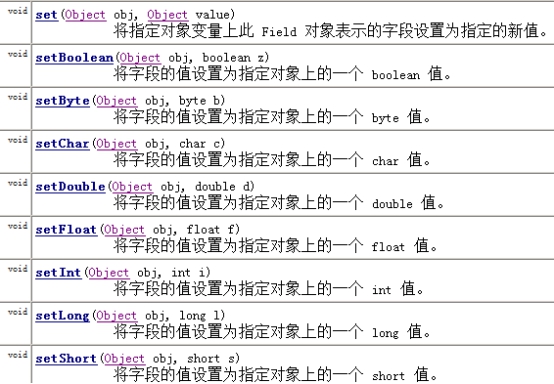 void set(Object obj, Object value)
将指定对象变量上此 Field 对象表示的字段设置为指定的新值。
void setBoolean(Object obj, boolean z)
将字段的值设置为指定对象上的一个 boolean 值。
void setByte(Object obj, byte b)
将字段的值设置为指定对象上的一个 byte 值。
void setChar(Object obj, char c)
将字段的值设置为指定对象上的一个 char 值。
void setDouble(Object obj, double d)
将字段的值设置为指定对象上的一个 double 值。
void setFloat(Object obj, float f)
将字段的值设置为指定对象上的一个 float 值。
void setInt(Object obj, int i)
将字段的值设置为指定对象上的一个 int 值。
void setLong(Object obj, long l)
将字段的值设置为指定对象上的一个 long 值。
void setShort(Object obj, short s)
将字段的值设置为指定对象上的一个 short 值。